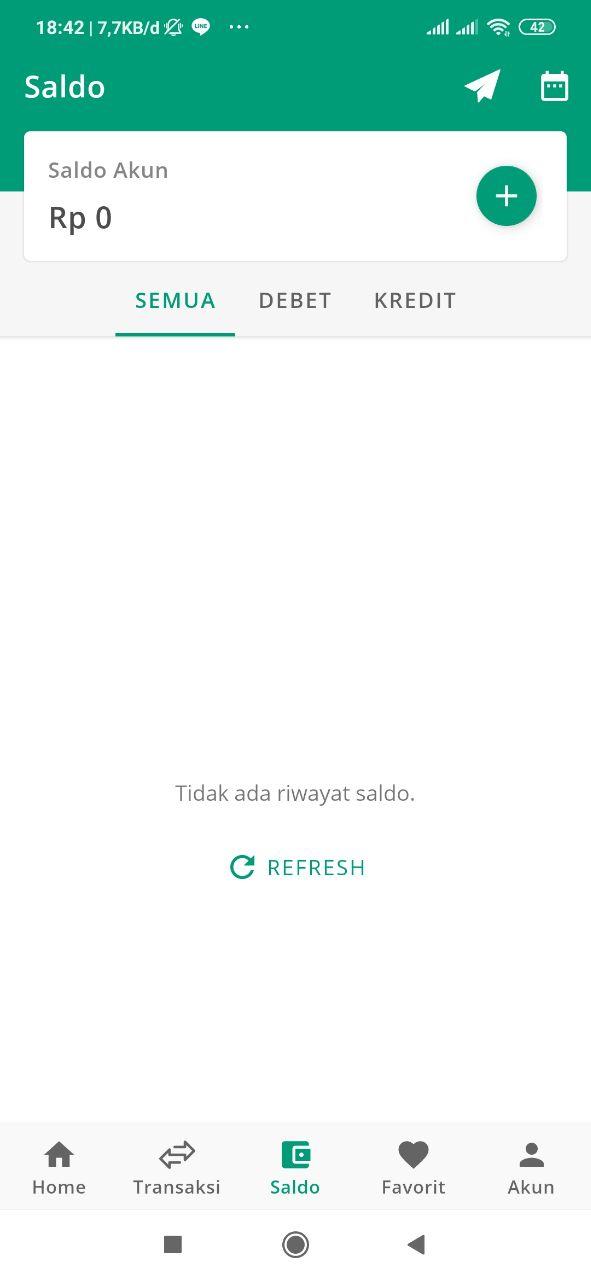 18:42 | 7,7KB/d LINE ... 42
Saldo
Saldo Akun
Rp 0
SEMUA DEBET KREDIT
Tidak ada riwayat saldo.
REFRESH
Home Transaksi Saldo Favorit Akun